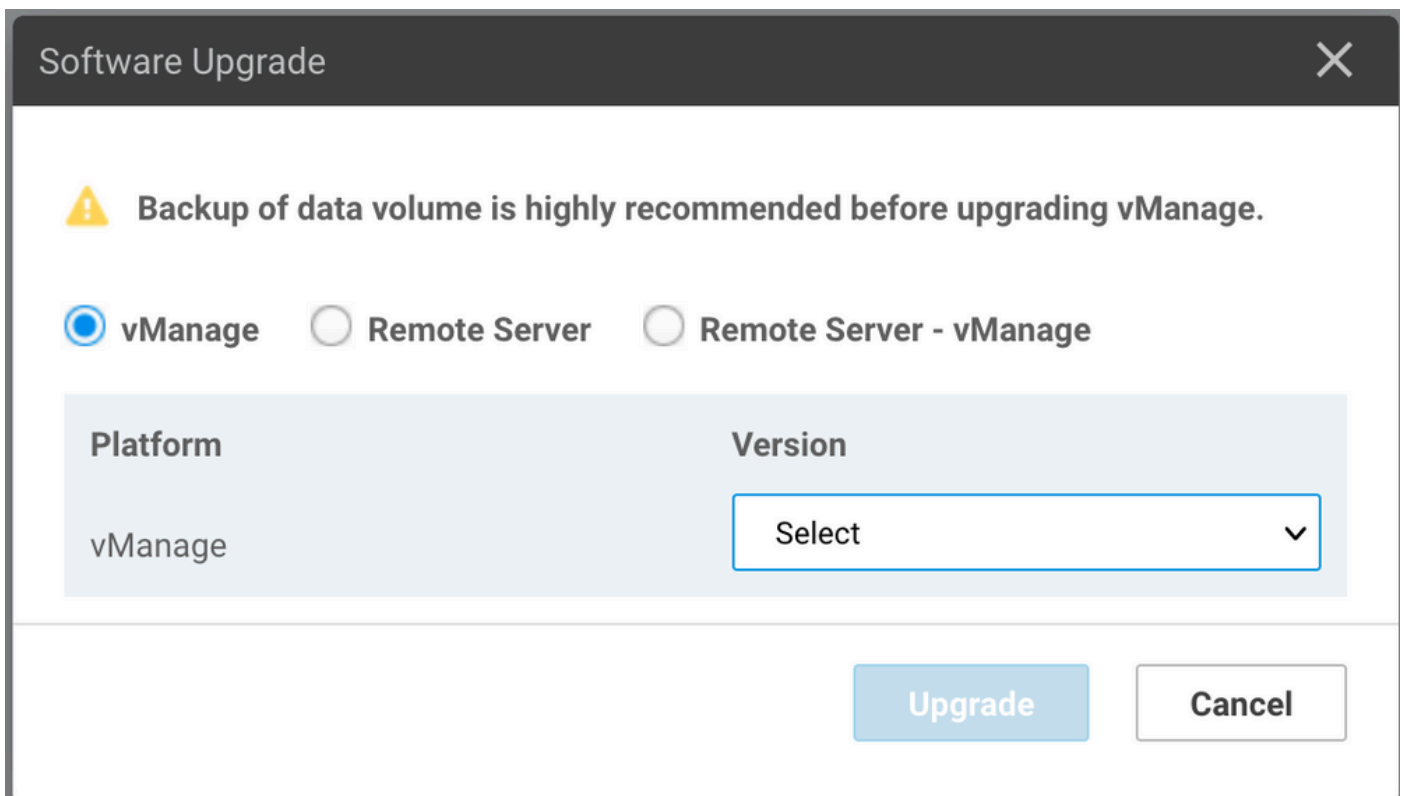 Software Upgrade
Backup of data volume is highly recommended before upgrading vManage.
vManage Remote Server Remote Server - vManage
Platform Version
vManage Select
Upgrade Cancel